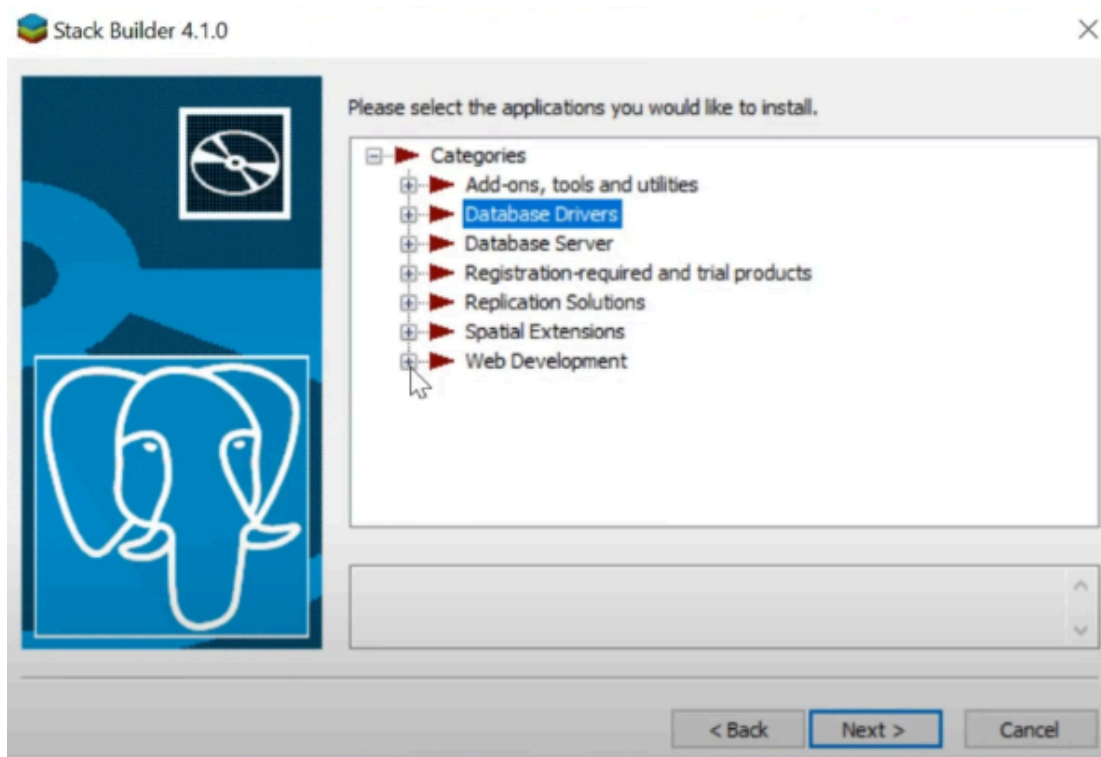 Stack Builder 4.1.0
Please select the applications you would like to install.
Categories
Add-ons, tools and utilities
Database Drivers
Database Server
Registration-required and trial products
Replication Solutions
Spatial Extensions
Web Development
< Back
Next >
Cancel